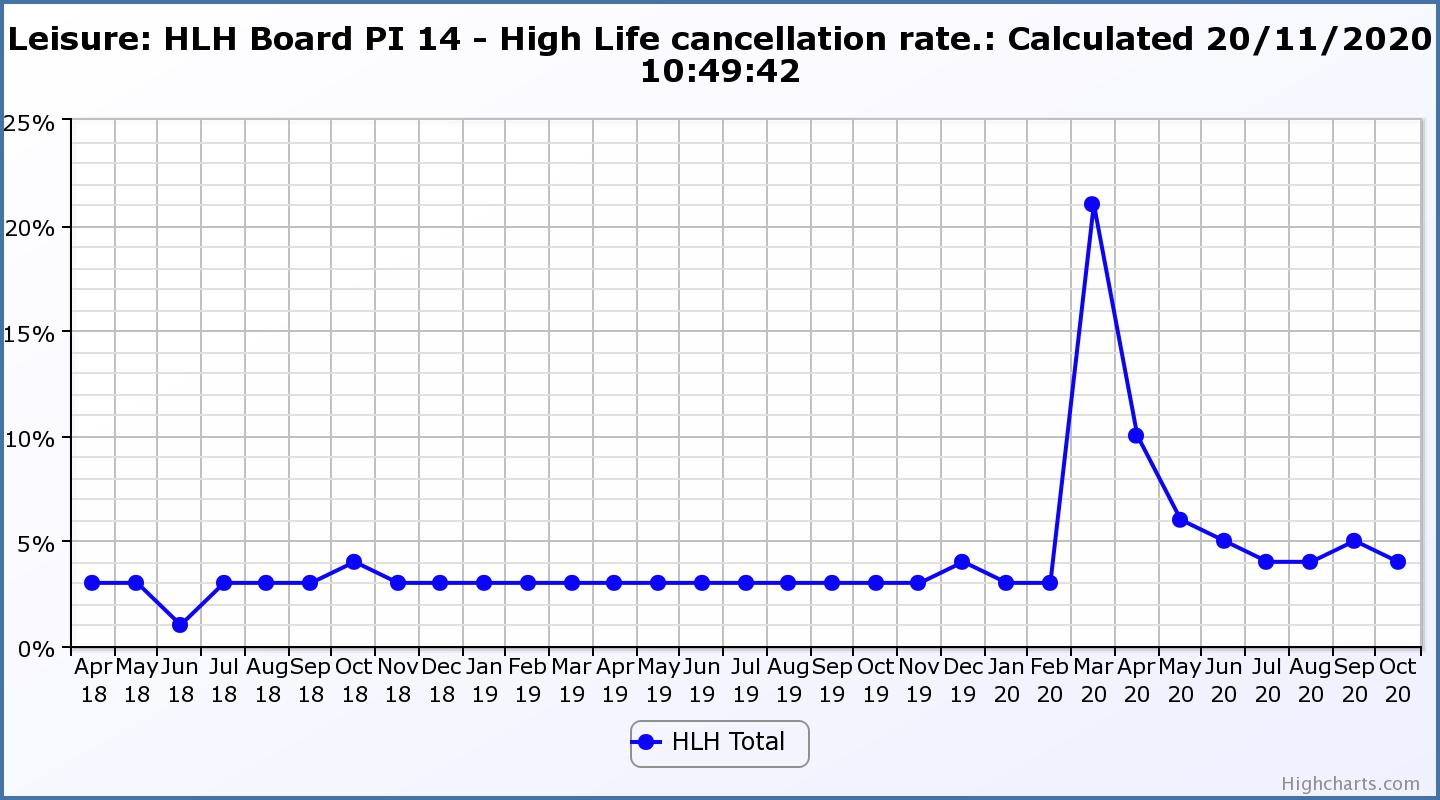 Leisure: HLH Board PI 14 - High Life cancellation rate.: Calculated 20/11/2020
10:49:42
25%
20%
15%
10%
5%
0%
Apr May Jun Jul Aug Sep Oct Nov Dec Jan Feb Mar Apr May Jun Jul Aug Sep Oct Nov Dec Jan Feb Mar Apr May Jun Jul Aug Sep Oct
18 18 18 18 18 18 18 18 18 19 19 19 19 19 19 19 19 19 19 19 19 20 20 20 20 20 20 20 20 20 20
HLH Total
Highcharts.com